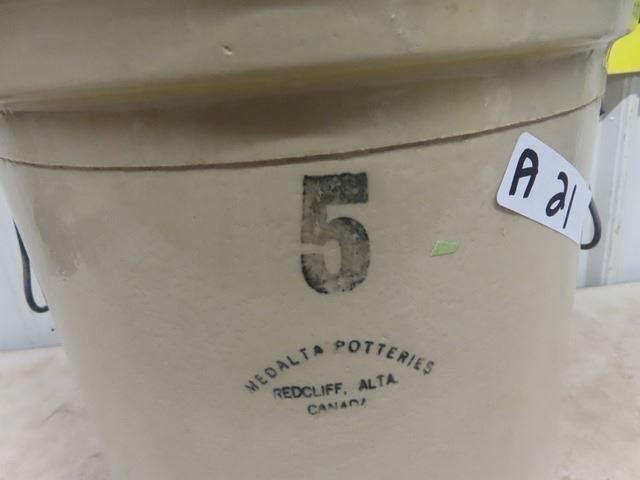 A 21
5
MEDALTA POTTERIES
REDCLIFF, ALTA.
CANADA